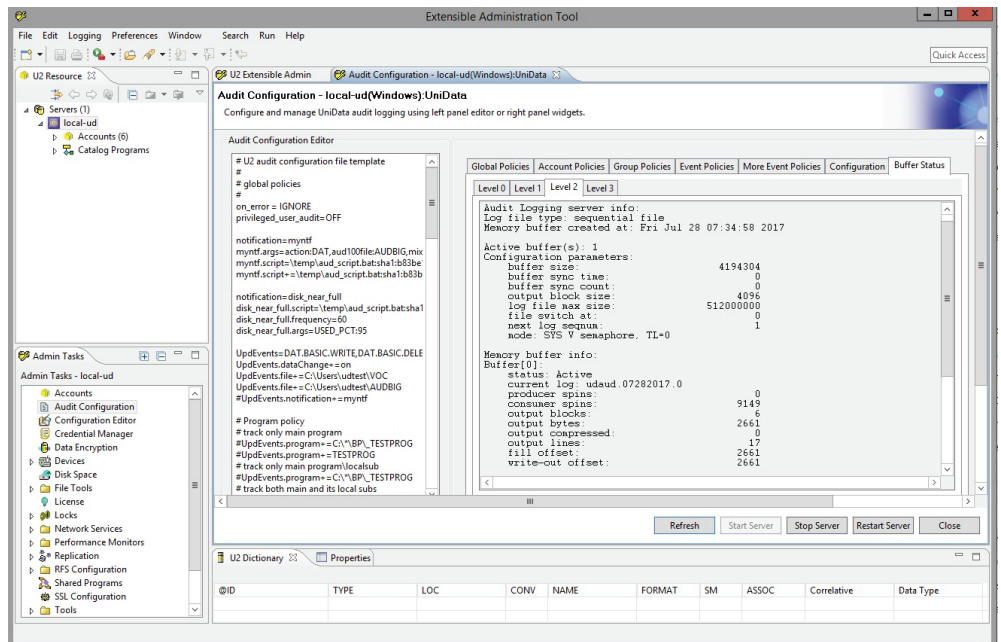 Extensible Administration Tool
File Edit Logging Preferences Window Search Run Help
Quick Access
U2 Resource
Servers (1)
local-ud
Accounts (6)
Catalog Programs
Admin Tasks
Admin Tasks - local-ud
Accounts
Audit Configuration
Configuration Editor
Credential Manager
Data Encryption
Devices
Disk Space
File Tools
License
Locks
Network Services
Performance Monitors
Replication
RFS Configuration
Shared Programs
SSL Configuration
Tools
U2 Extensible Admin
Audit Configuration - local-ud(Windows):UniData
Audit Configuration - local-ud(Windows):UniData
Configure and manage UniData audit logging using left panel editor or right panel widgets.
Audit Configuration Editor
# U2 audit configuration file template
#
# global policies
#
on_error = IGNORE
privileged_user_audit=OFF
notification=myntf
myntf.args=action:DAT,aud100file:AUDBIG,mix
myntf.script=\temp\aud_script.bat:sha1:b83be
myntf.script+=\temp\aud_script.bat:sha1:b83b
notification=disk_near_full
disk_near_full.script=\temp\aud_script.bat:sha1
disk_near_full.frequency=60
disk_near_full.args=USED_PCT:95
UpdEvents=DAT.BASIC.WRITE,DAT.BASIC.DELE
UpdEvents.dataChange+=on
UpdEvents.file+=C:\Users\udtest\VOC
UpdEvents.file+=C:\Users\udtest\AUDBIG
#UpdEvents.notification+=myntf
# Program policy
# track only main program
#UpdEvents.program+=C:\*\BP\_TESTPROG
#UpdEvents.program+=TESTPROG
# track only main program\localsub
#UpdEvents.program+=C:\*\BP\_TESTPROG
# track both main and its local subs
Global Policies Account Policies Group Policies Event Policies More Event Policies Configuration Buffer Status
Level 0 Level 1 Level 2 Level 3
Audit Logging server info:
Log file type: sequential file
Memory buffer created at: Fri Jul 28 07:34:58 2017
Active buffer(s): 1
Configuration parameters:
buffer size: 4194304
buffer sync time: 0
buffer sync count: 0
output block size: 4096
log file max size: 512000000
file switch at: 0
next log seqnum: 1
mode: SYS V semaphore, TL=0
Memory buffer info:
Buffer[0]:
status: Active
current log: udaud.07282017.0
producer spins: 0
consumer spins: 9149
output blocks: 6
output bytes: 2661
output compressed: 0
output lines: 17
fill offset: 2661
write-out offset: 2661
Refresh Start Server Stop Server Restart Server Close
U2 Dictionary Properties
@ID TYPE LOC CONV NAME FORMAT SM ASSOC Correlative Data Type